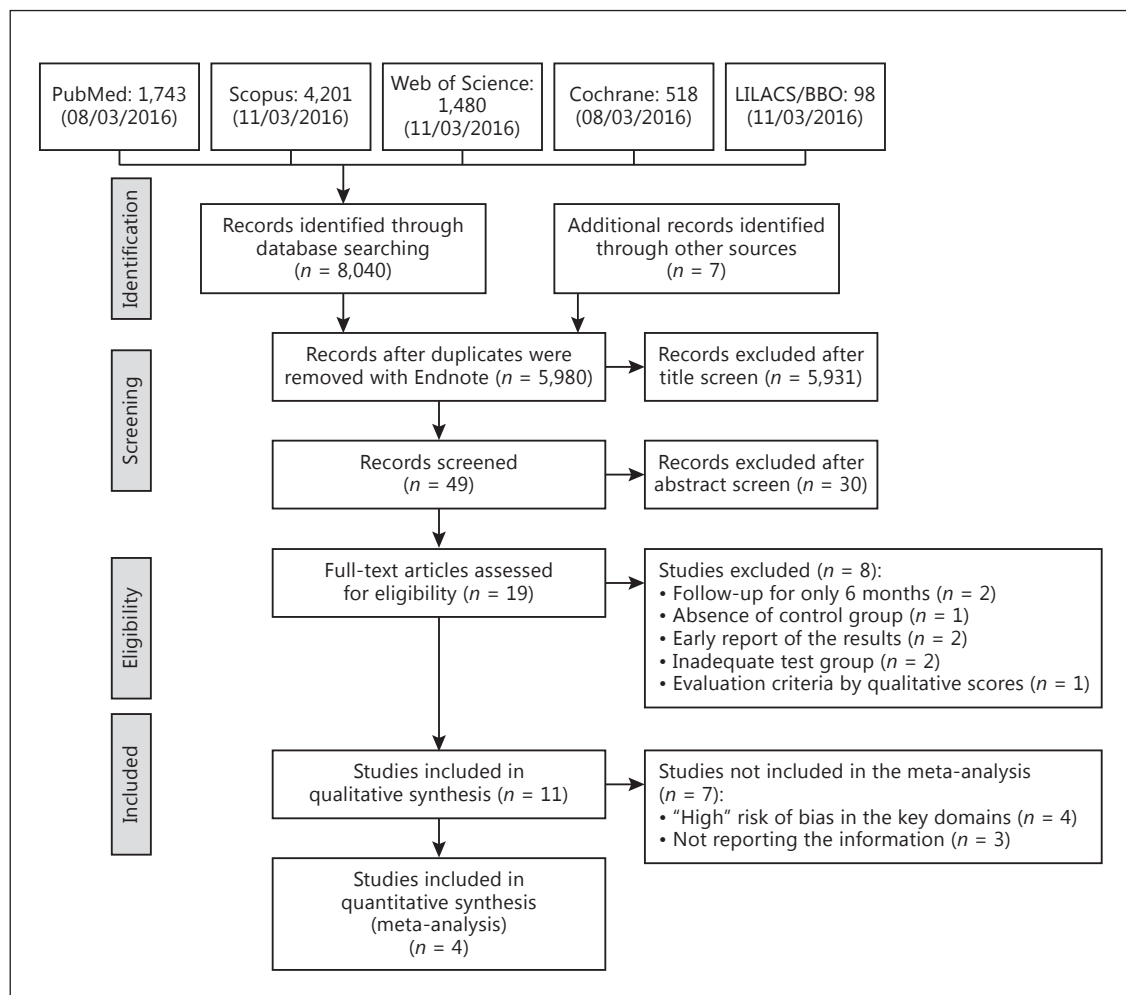 PubMed: 1,743
(08/03/2016)
Scopus: 4,201
(11/03/2016)
Web of Science:
1,480
(11/03/2016)
Cochrane: 518
(08/03/2016)
LILACS/BBO: 98
(11/03/2016)
Identification
Records identified through
database searching
(n = 8,040)
Additional records identified
through other sources
(n = 7)
Screening
Records after duplicates were
removed with Endnote (n = 5,980)
Records excluded after
title screen (n = 5,931)
Records screened
(n = 49)
Records excluded after
abstract screen (n = 30)
Eligibility
Full-text articles assessed
for eligibility (n = 19)
Studies excluded (n = 8):
• Follow-up for only 6 months (n = 2)
• Absence of control group (n = 1)
• Early report of the results (n = 2)
• Inadequate test group (n = 2)
• Evaluation criteria by qualitative scores (n = 1)
Included
Studies included in
qualitative synthesis (n = 11)
Studies not included in the meta-analysis
(n = 7):
• “High” risk of bias in the key domains (n = 4)
• Not reporting the information (n = 3)
Studies included in
quantitative synthesis
(meta-analysis)
(n = 4)